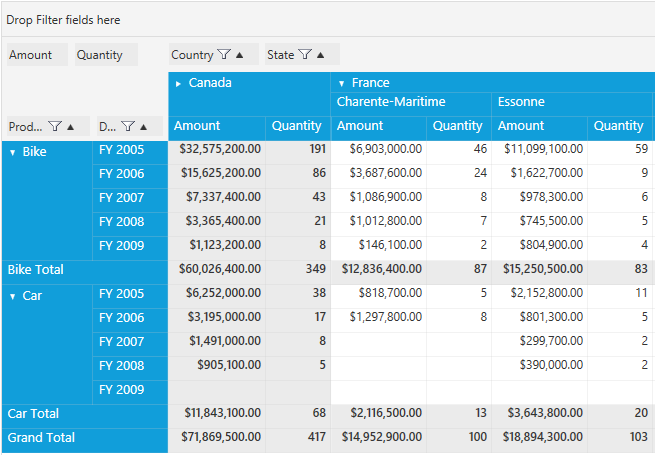 Drop Filter fields here
Amount Quantity Country State
Canada France
Charente-Maritime Essonne
Prod... D... Amount Quantity Amount Quantity Amount Quantity
Bike FY 2005 $32,575,200.00 191 $6,903,000.00 46 $11,099,100.00 59
FY 2006 $15,625,200.00 86 $3,687,600.00 24 $1,622,700.00 9
FY 2007 $7,337,400.00 43 $1,086,900.00 8 $978,300.00 6
FY 2008 $3,365,400.00 21 $1,012,800.00 7 $745,500.00 5
FY 2009 $1,123,200.00 8 $146,100.00 2 $804,900.00 4
Bike Total $60,026,400.00 349 $12,836,400.00 87 $15,250,500.00 83
Car FY 2005 $6,252,000.00 38 $818,700.00 5 $2,152,800.00 11
FY 2006 $3,195,000.00 17 $1,297,800.00 8 $801,300.00 5
FY 2007 $1,491,000.00 8 $299,700.00 2
FY 2008 $905,100.00 5 $390,000.00 2
FY 2009
Car Total $11,843,100.00 68 $2,116,500.00 13 $3,643,800.00 20
Grand Total $71,869,500.00 417 $14,952,900.00 100 $18,894,300.00 103